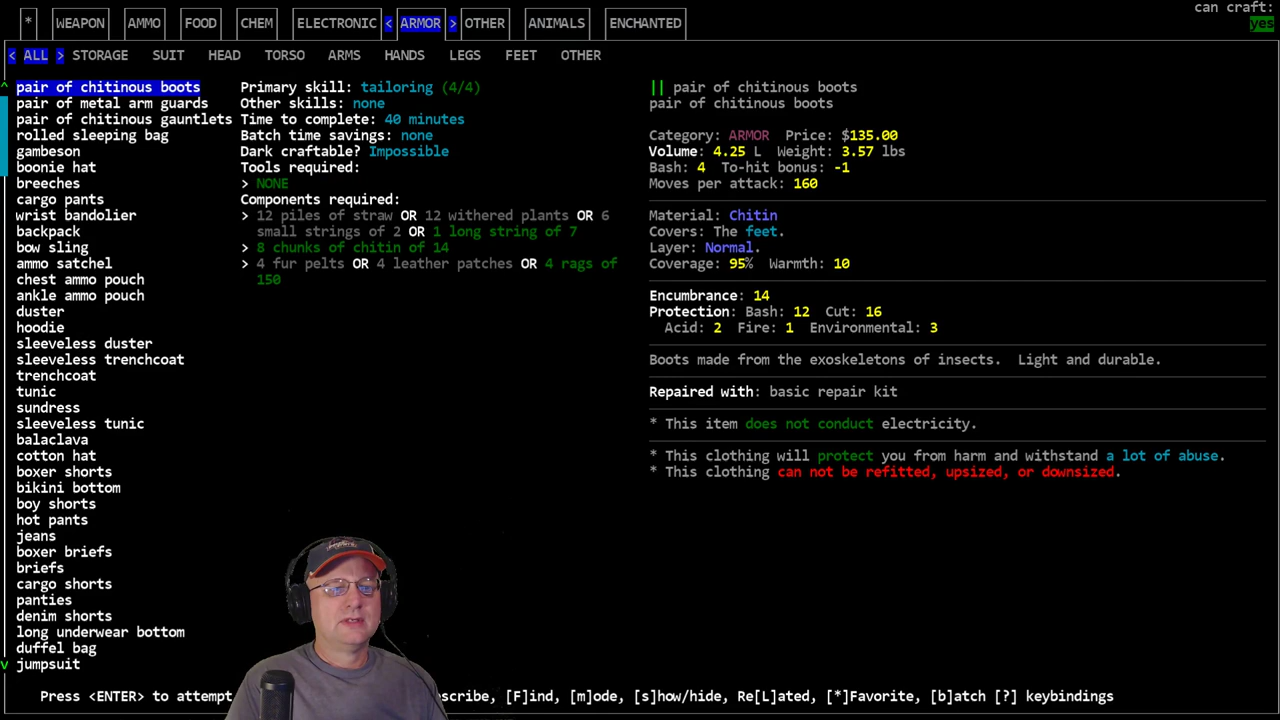 can craft:
* WEAPON AMMO FOOD CHEM ELECTRONIC < ARMOR > OTHER ANIMALS ENCHANTED yes
< ALL > STORAGE SUIT HEAD TORSO ARMS HANDS LEGS FEET OTHER
^ pair of chitinous boots
pair of metal arm guards
pair of chitinous gauntlets
rolled sleeping bag
gambeson
boonie hat
breeches
cargo pants
wrist bandolier
backpack
bow sling
ammo satchel
chest ammo pouch
ankle ammo pouch
duster
hoodie
sleeveless duster
sleeveless trenchcoat
trenchcoat
tunic
sundress
sleeveless tunic
balaclava
cotton hat
boxer shorts
bikini bottom
boy shorts
hot pants
jeans
boxer briefs
briefs
cargo shorts
panties
denim shorts
long underwear bottom
duffel bag
v jumpsuit
Primary skill: tailoring (4/4)
Other skills: none
Time to complete: 40 minutes
Batch time savings: none
Dark craftable? Impossible
Tools required:
> NONE
Components required:
> 12 piles of straw OR 12 withered plants OR 6
small strings of 2 OR 1 long string of 7
> 8 chunks of chitin of 14
> 4 fur pelts OR 4 leather patches OR 4 rags of
150
|| pair of chitinous boots
pair of chitinous boots
Category: ARMOR Price: $135.00
Volume: 4.25 L Weight: 3.57 lbs
Bash: 4 To-hit bonus: -1
Moves per attack: 160
Material: Chitin
Covers: The feet.
Layer: Normal.
Coverage: 95% Warmth: 10
Encumbrance: 14
Protection: Bash: 12 Cut: 16
Acid: 2 Fire: 1 Environmental: 3
Boots made from the exoskeletons of insects. Light and durable.
Repaired with: basic repair kit
* This item does not conduct electricity.
* This clothing will protect you from harm and withstand a lot of abuse.
* This clothing can not be refitted, upsized, or downsized.
Press <ENTER> to attempt scribe, [F]ind, [m]ode, [s]how/hide, Re[L]ated, [*]Favorite, [b]atch [?] keybindings